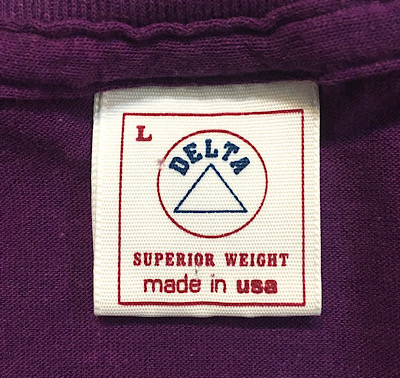 L
DELTA
SUPERIOR WEIGHT
made in usa